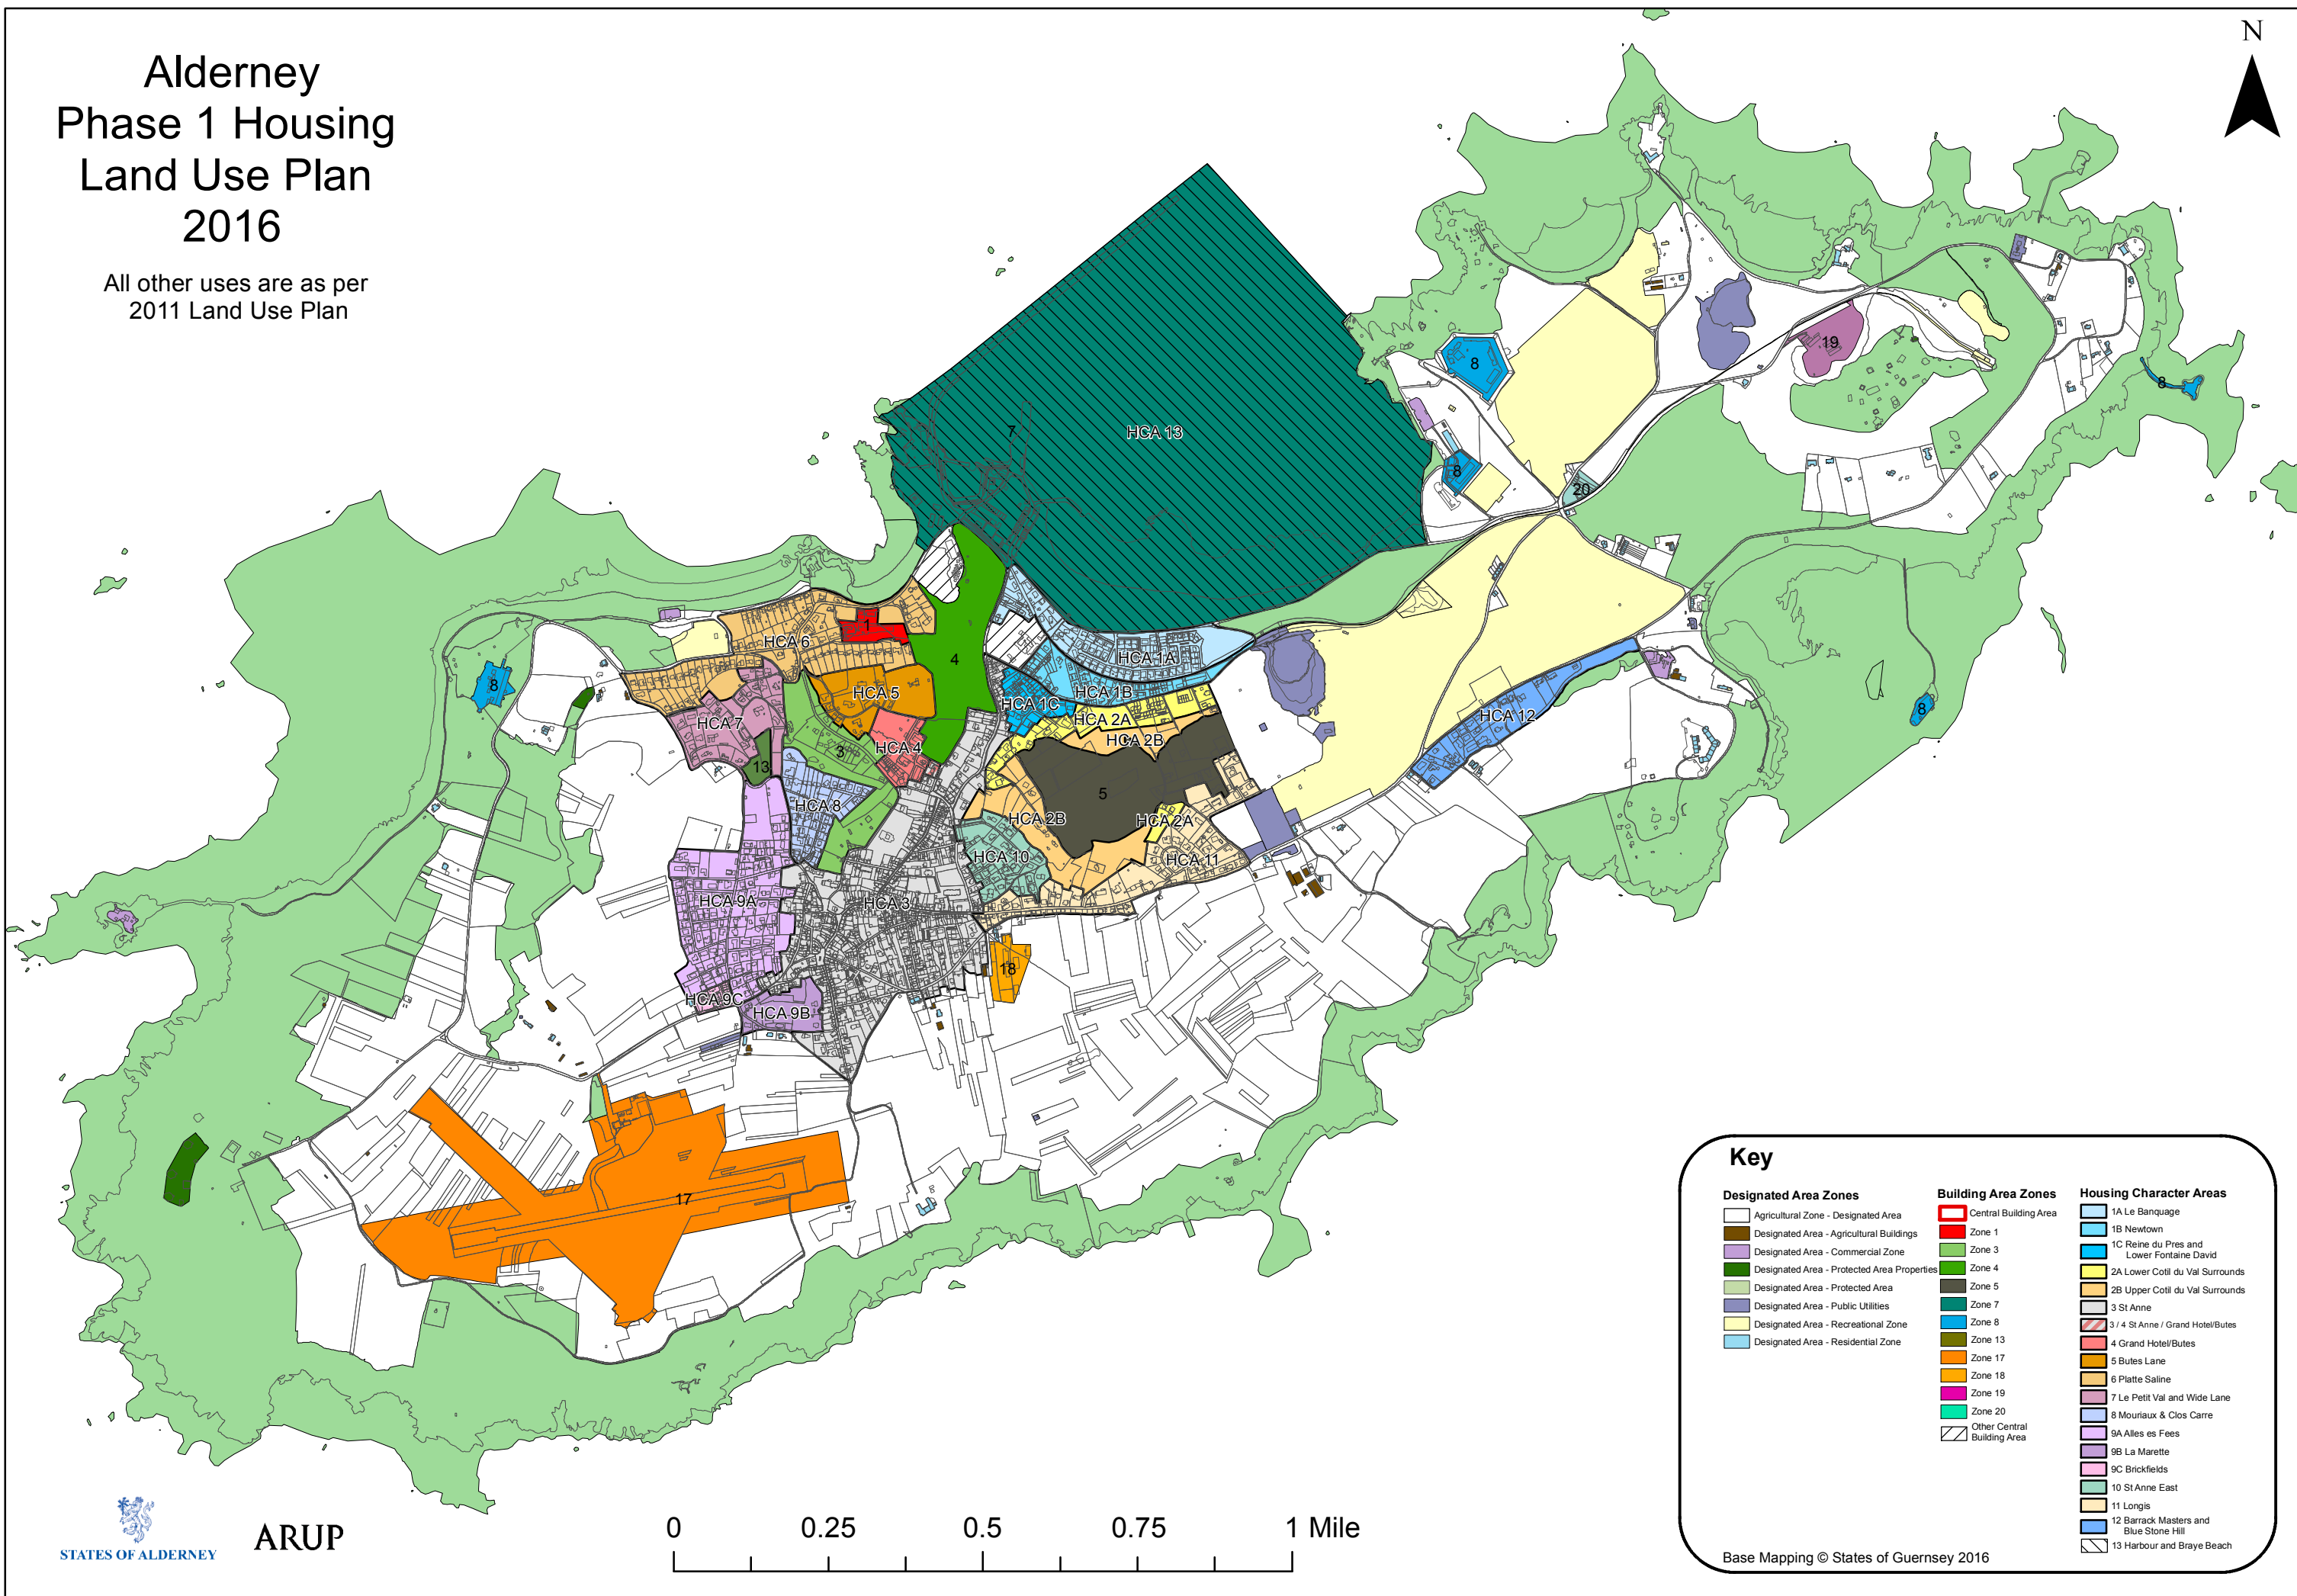 Alderney
Phase 1 Housing
Land Use Plan
2016
All other uses are as per
2011 Land Use Plan
N
HCA 13
7
8
19
8
8
20
1
HCA 6
4
HCA 1A
8
HCA 5
HCA 1B
HCA 1C
8
HCA 7
HCA 2A
HCA 12
HCA 4
HCA 2B
3
13
5
HCA 8
HCA 2B
HCA 2A
HCA 10
HCA 11
HCA 9A
HCA 3
18
HCA 9C
HCA 9B
17
Key
Designated Area Zones
Agricultural Zone - Designated Area
Designated Area - Agricultural Buildings
Designated Area - Commercial Zone
Designated Area - Protected Area Properties
Designated Area - Protected Area
Designated Area - Public Utilities
Designated Area - Recreational Zone
Designated Area - Residential Zone
Building Area Zones
Central Building Area
Zone 1
Zone 3
Zone 4
Zone 5
Zone 7
Zone 8
Zone 13
Zone 17
Zone 18
Zone 19
Zone 20
Other Central
Building Area
Housing Character Areas
1A Le Banquage
1B Newtown
1C Reine du Pres and
Lower Fontaine David
2A Lower Cotil du Val Surrounds
2B Upper Cotil du Val Surrounds
3 St Anne
3 / 4 St Anne / Grand Hotel/Butes
4 Grand Hotel/Butes
5 Butes Lane
6 Platte Saline
7 Le Petit Val and Wide Lane
8 Mouriaux & Clos Carre
9A Alles es Fees
9B La Marette
9C Brickfields
10 St Anne East
11 Longis
12 Barrack Masters and
Blue Stone Hill
13 Harbour and Braye Beach
Base Mapping © States of Guernsey 2016
STATES OF ALDERNEY
ARUP
0 0.25 0.5 0.75 1 Mile